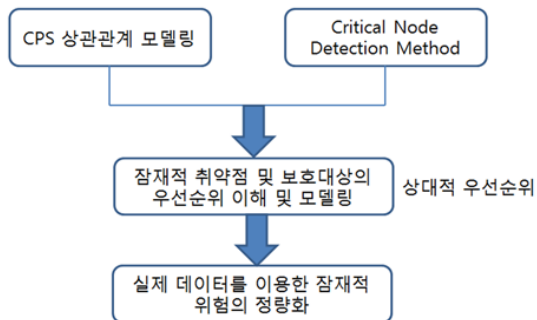 CPS 상관관계 모델링
Critical Node
Detection Method
잠재적 취약점 및 보호대상의
우선순위 이해 및 모델링
상대적 우선순위
실제 데이터를 이용한 잠재적
위험의 정량화